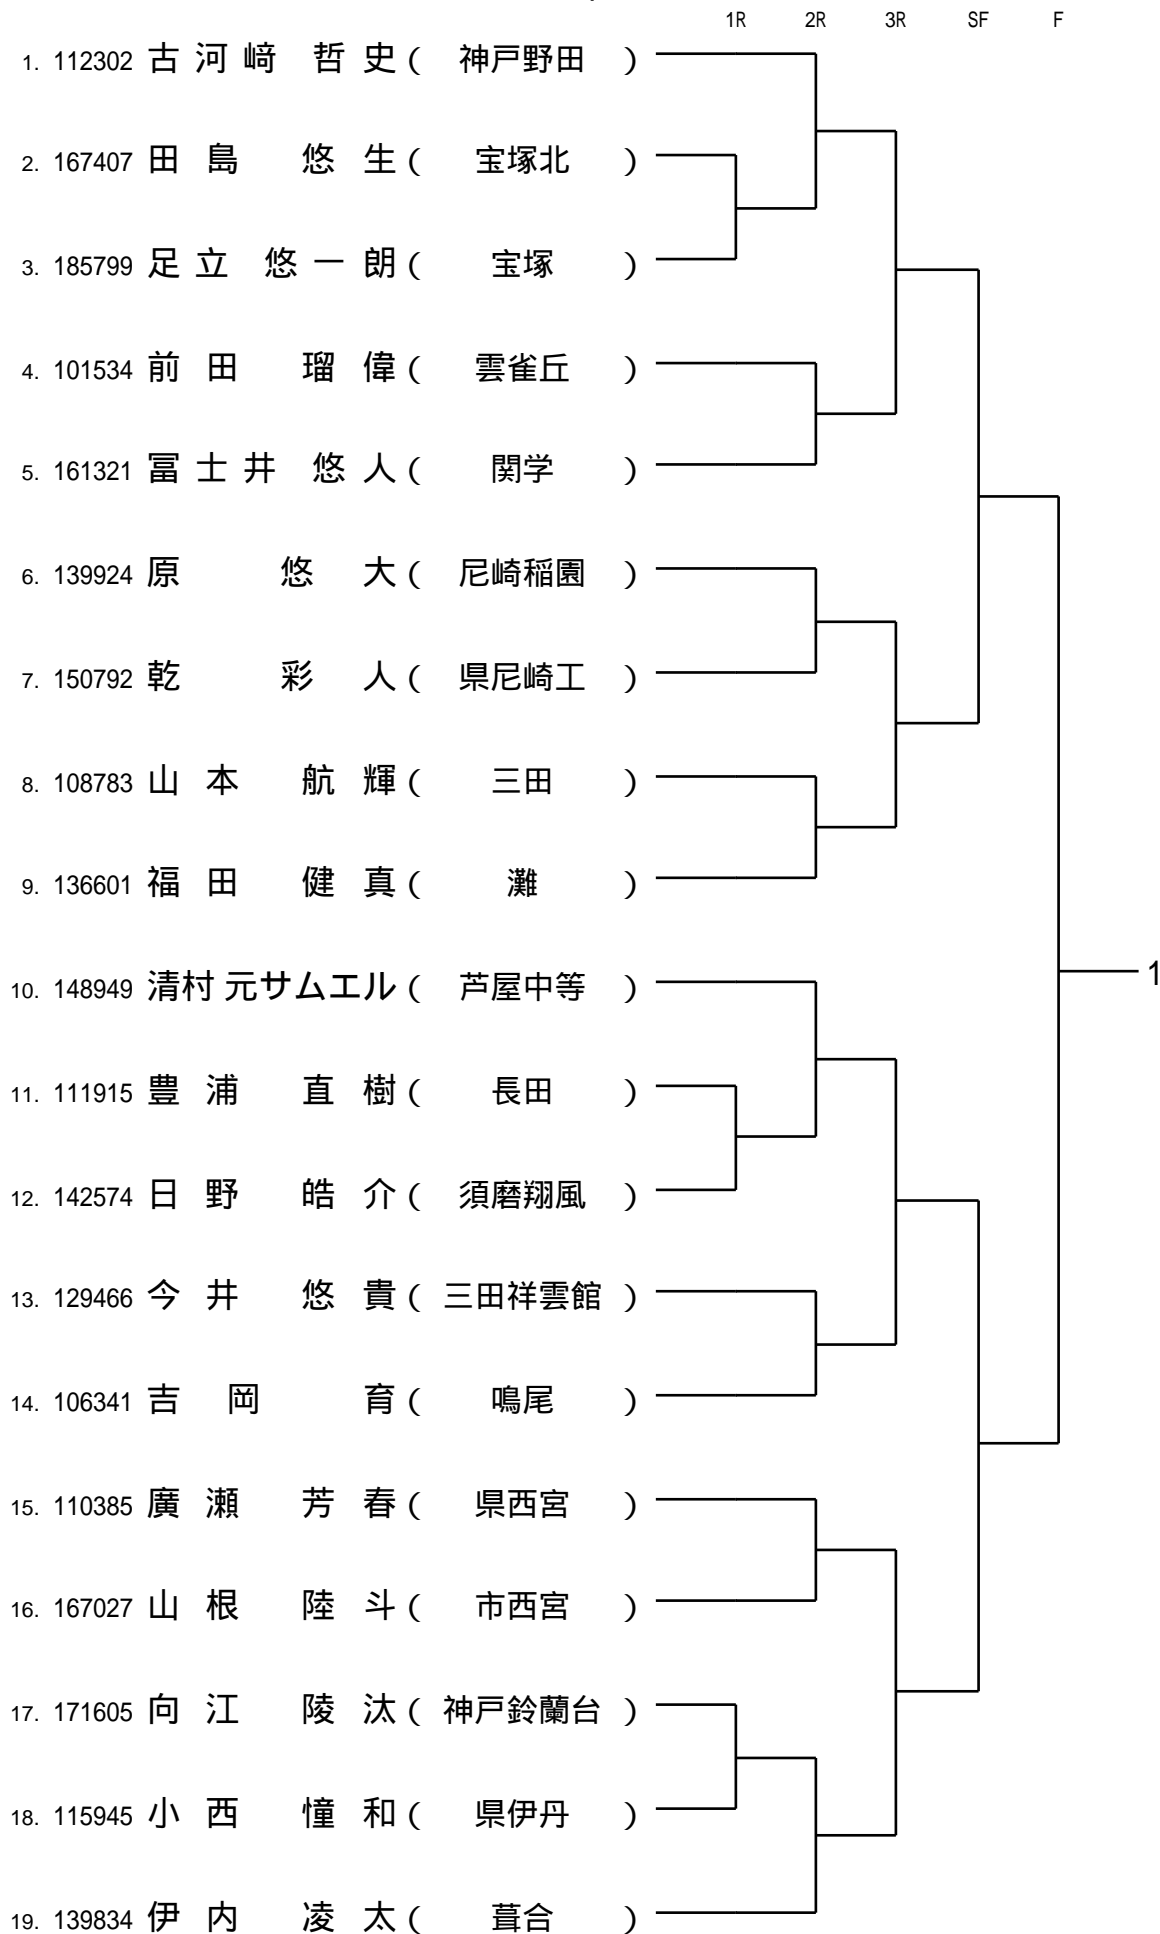 1R 2R 3R SF F
1. 112302 古河﨑 哲史 ( 神戸野田 )
2. 167407 田島 悠生 ( 宝塚北 )
3. 185799 足立 悠一朗 ( 宝塚 )
4. 101534 前田 瑠偉 ( 雲雀丘 )
5. 161321 冨士井 悠人 ( 関学 )
6. 139924 原 悠大 ( 尼崎稲園 )
7. 150792 乾 彩人 ( 県尼崎工 )
8. 108783 山本 航輝 ( 三田 )
9. 136601 福田 健真 ( 灘 )
10. 148949 清村 元サムエル ( 芦屋中等 )
1
11. 111915 豊浦 直樹 ( 長田 )
12. 142574 日野 皓介 ( 須磨翔風 )
13. 129466 今井 悠貴 ( 三田祥雲館 )
14. 106341 吉岡 育 ( 鳴尾 )
15. 110385 廣瀬 芳春 ( 県西宮 )
16. 167027 山根 陸斗 ( 市西宮 )
17. 171605 向江 陵汰 ( 神戸鈴蘭台 )
18. 115945 小西 憧和 ( 県伊丹 )
19. 139834 伊内 凌太 ( 葺合 )